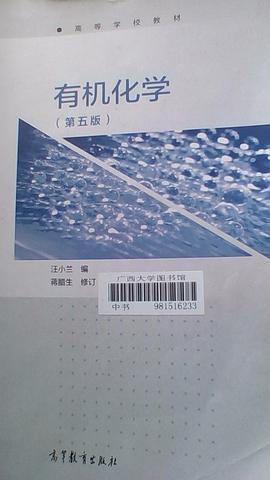 高等学校教材
有机化学
(第五版)
汪小兰 编
蒋腊生 修订
广西大学图书馆
中书 981516233
高等教育出版社